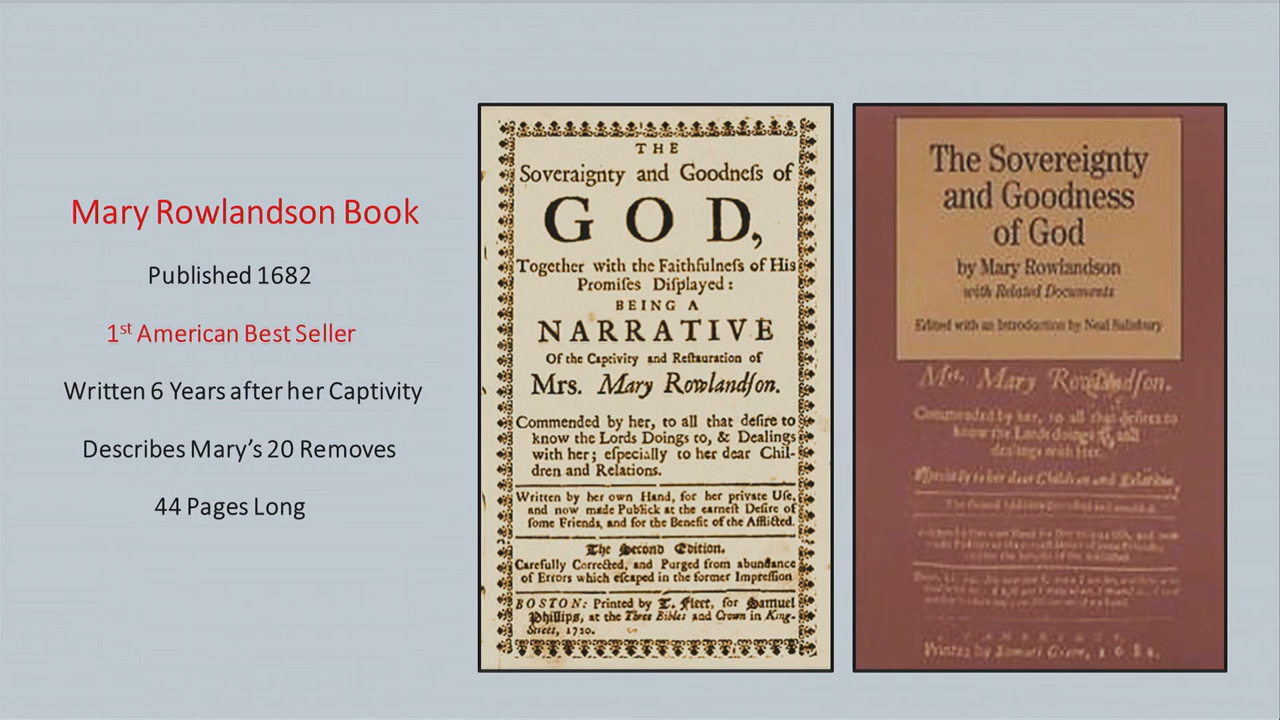 Mary Rowlandson Book
Published 1682
1st American Best Seller
Written 6 Years after her Captivity
Describes Mary's 20 Removes
44 Pages Long
THE
Soveraignty and Goodneſs of
GOD,
Together with the Faithfulneſs of His
Promiſes Diſplayed:
BEING A
NARRATIVE
Of the Captivity and Reſtauration of
Mrs. Mary Rowlandſon.
Commended by her, to all that deſire to
know the Lords Doings to, & Dealings
with her; eſpecially to her dear Chil-
dren and Relations.
Written by her own Hand, for her private Uſe,
and now made Publick at the earneſt Deſire of
ſome Friends, and for the Benefit of the Afflicted.
The Second Edition.
Carefully Corrected, and Purged from abundance
of Errors which eſcaped in the former Impreſſion
BOSTON: Printed by T. Fleet, for Samuel
Phillips, at the Three Bibles and Crown in King-
Street, 1720.
The Sovereignty
and Goodness
of God
by Mary Rowlandson
with Related Documents
Edited with an Introduction by Neal Salisbury
Mrs. Mary Rowlandſon.
Commended by her, to all that deſires to
know the Lords doings to, and
dealings with Her.
Eſpecially to her dear Children and Relations,
Printed by Samuel Green, 1682.